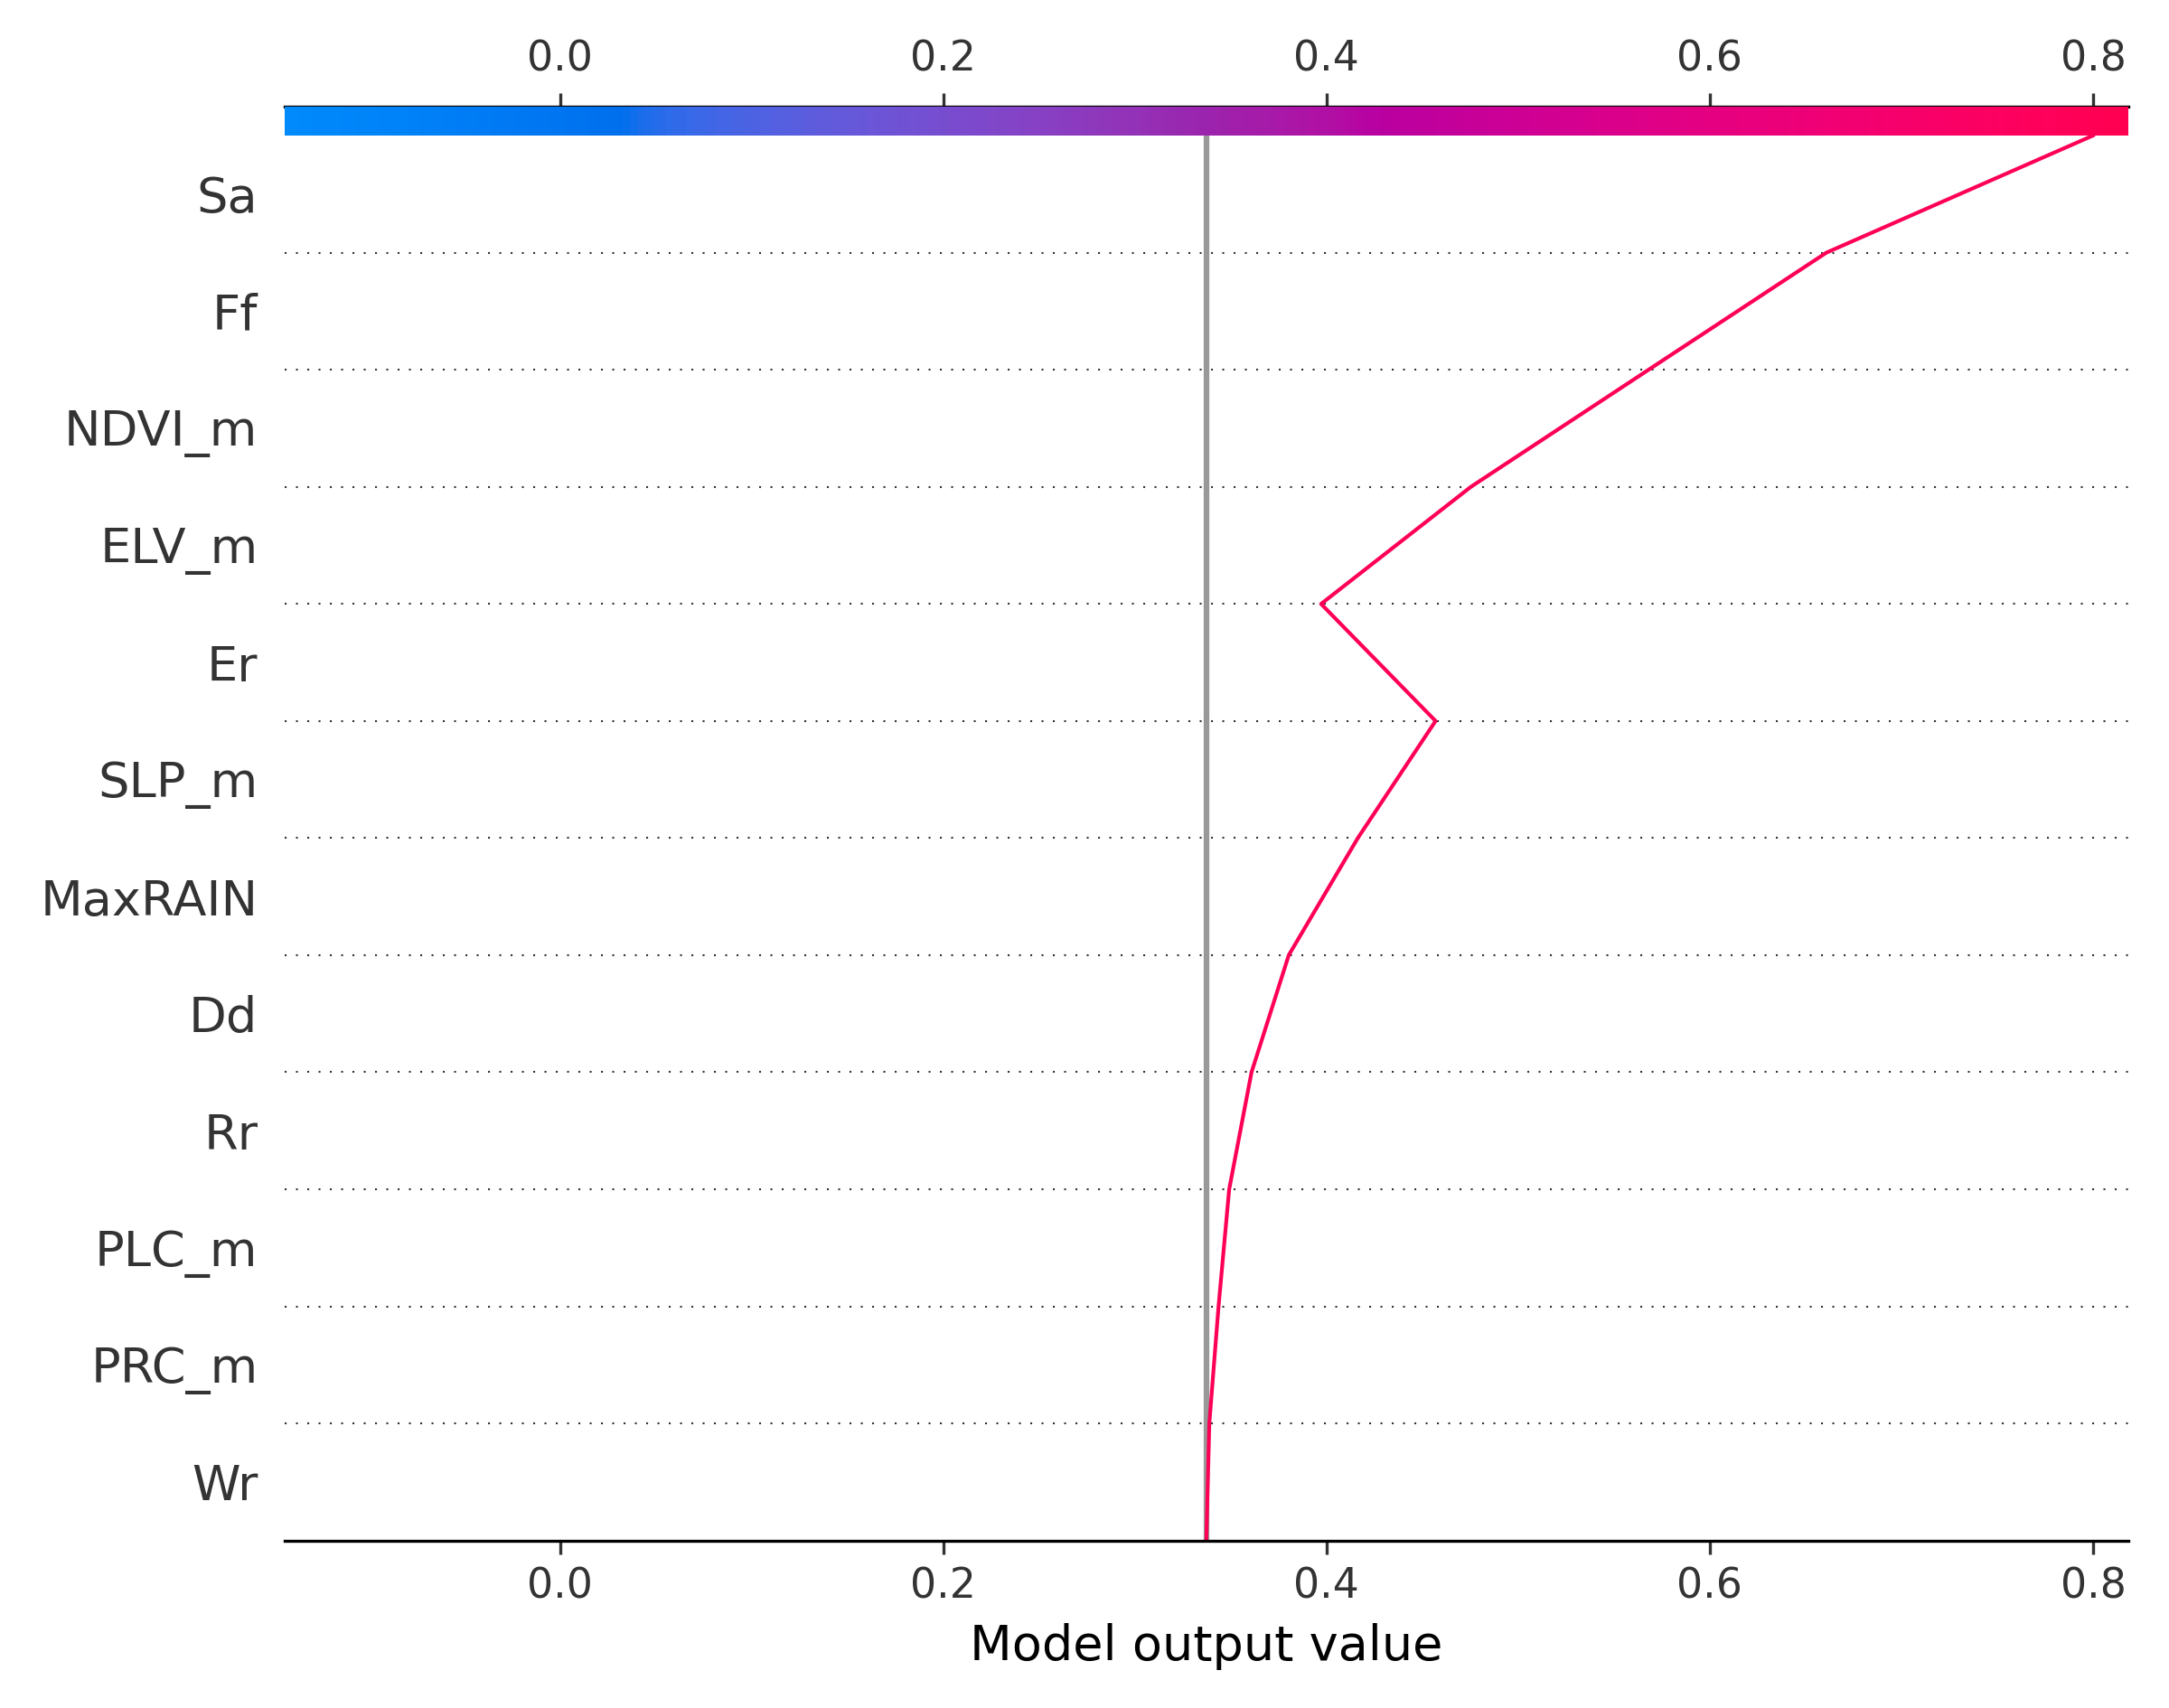 0.0 0.2 0.4 0.6 0.8
Sa
Ff
NDVI_m
ELV_m
Er
SLP_m
MaxRAIN
Dd
Rr
PLC_m
PRC_m
Wr
0.0 0.2 0.4 0.6 0.8
Model output value